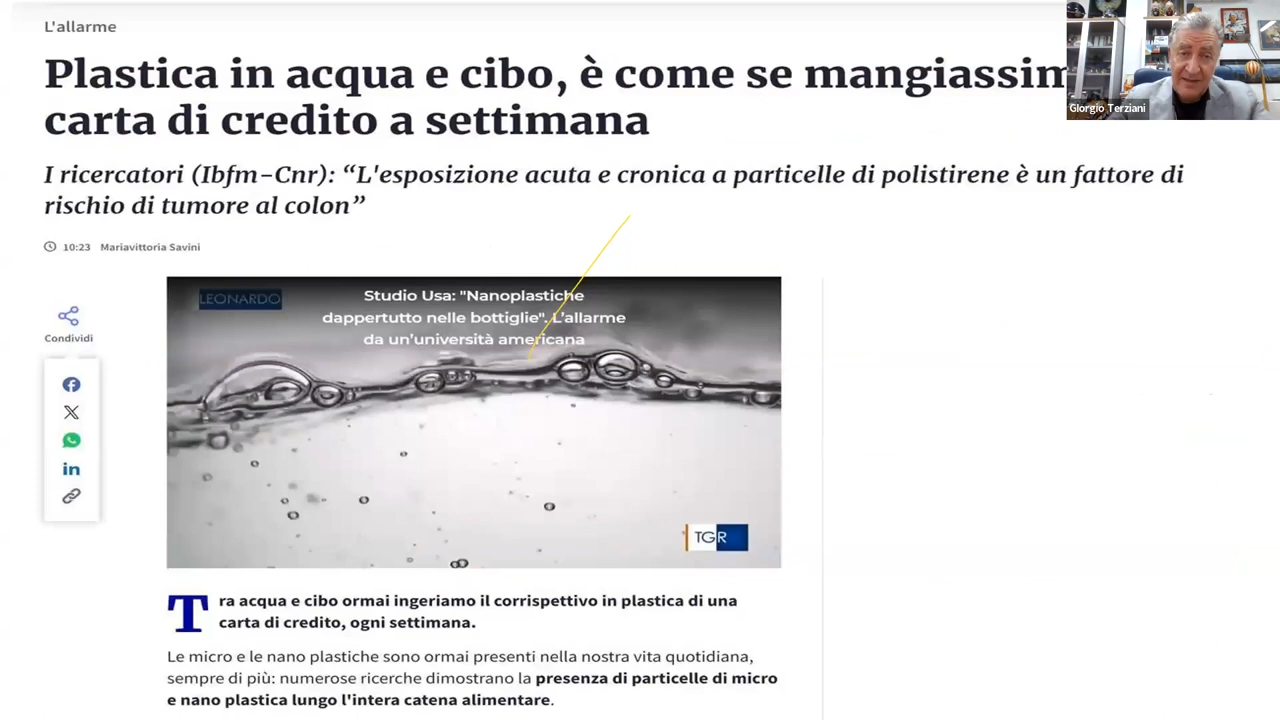 L'allarme
Plastica in acqua e cibo, è come se mangiassim
carta di credito a settimana
I ricercatori (Ibfm-Cnr): “L'esposizione acuta e cronica a particelle di polistirene è un fattore di
rischio di tumore al colon”
10:23 Mariavittoria Savini
Condividi
LEONARDO
Studio Usa: "Nanoplastiche
dappertutto nelle bottiglie". L'allarme
da un'università americana
TGR
Tra acqua e cibo ormai ingeriamo il corrispettivo in plastica di una
carta di credito, ogni settimana.
Le micro e le nano plastiche sono ormai presenti nella nostra vita quotidiana,
sempre di più: numerose ricerche dimostrano la presenza di particelle di micro
e nano plastica lungo l'intera catena alimentare.
Giorgio Terziani